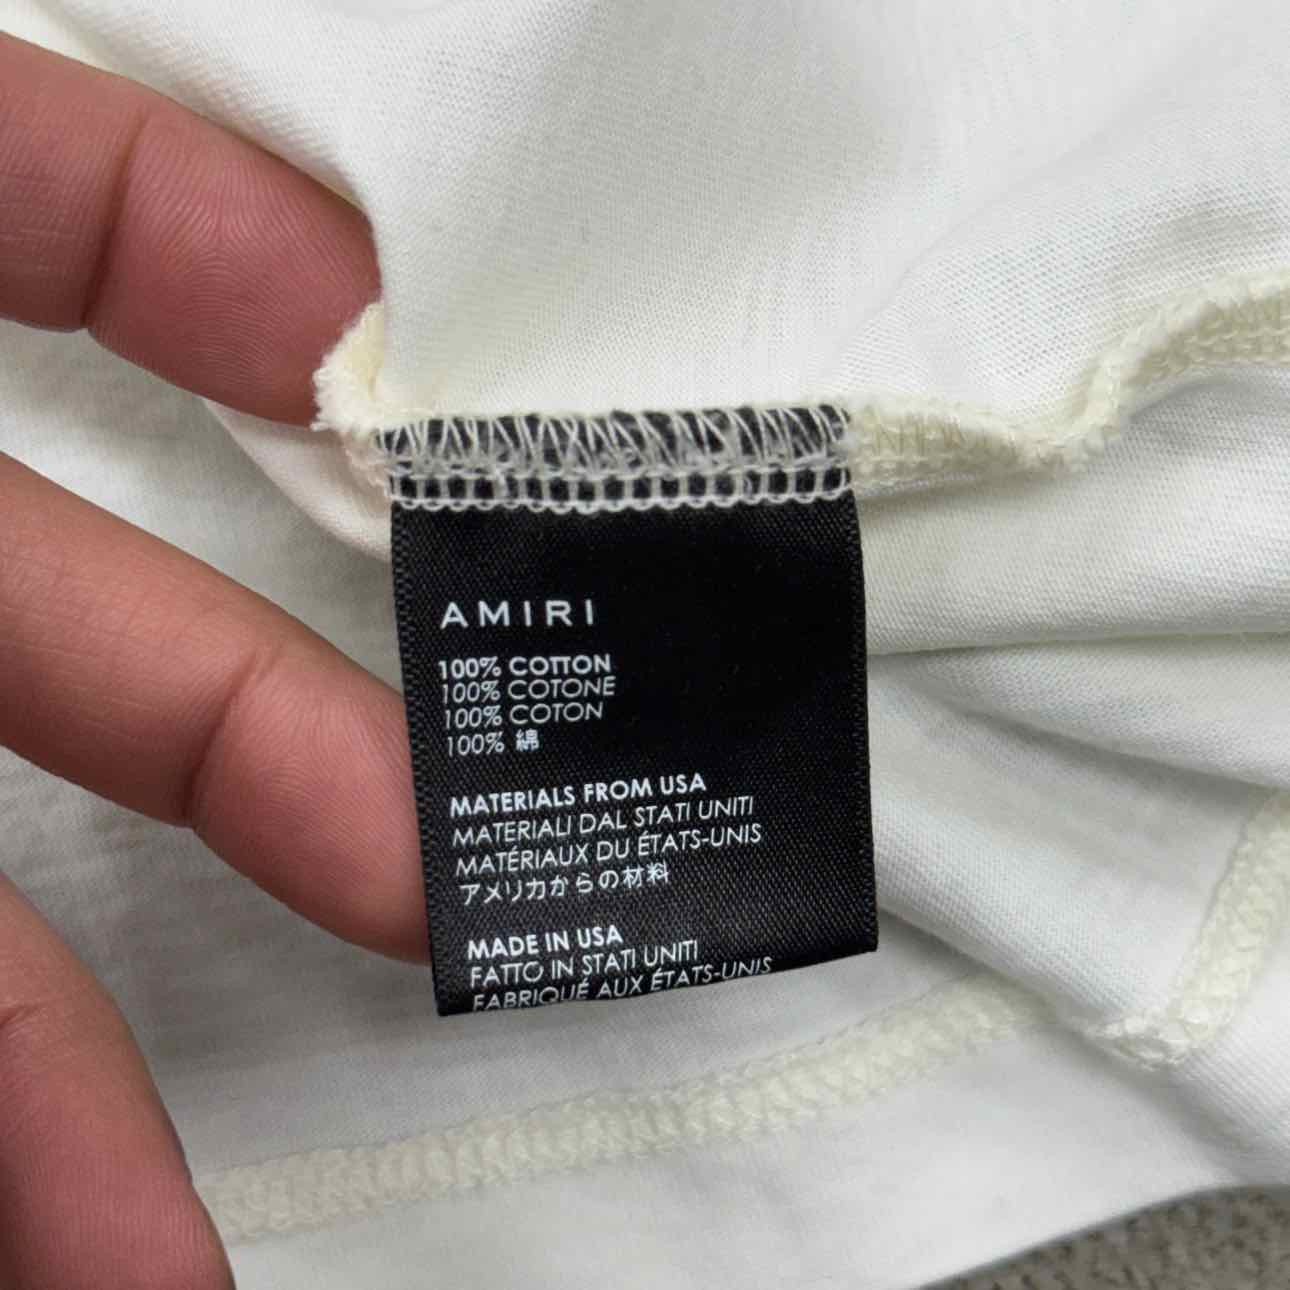 AMIRI
100% COTTON
100% COTONE
100% COTON
100% 綿
MATERIALS FROM USA
MATERIALI DAL STATI UNITI
MATÉRIAUX DU ÉTATS-UNIS
アメリカからの材料
MADE IN USA
FATTO IN STATI UNITI
FABRIQUÉ AUX ÉTATS-UNIS